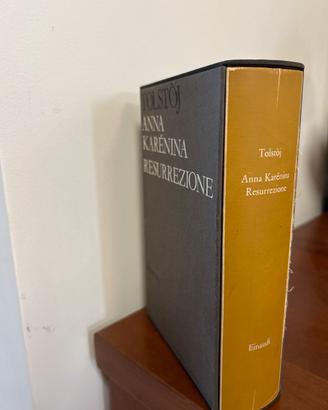 TOLSTÒJ
ANNA
KARÉNINA
RESURREZIONE
Tolstòj
Anna Karénina
Resurrezione
Einaudi